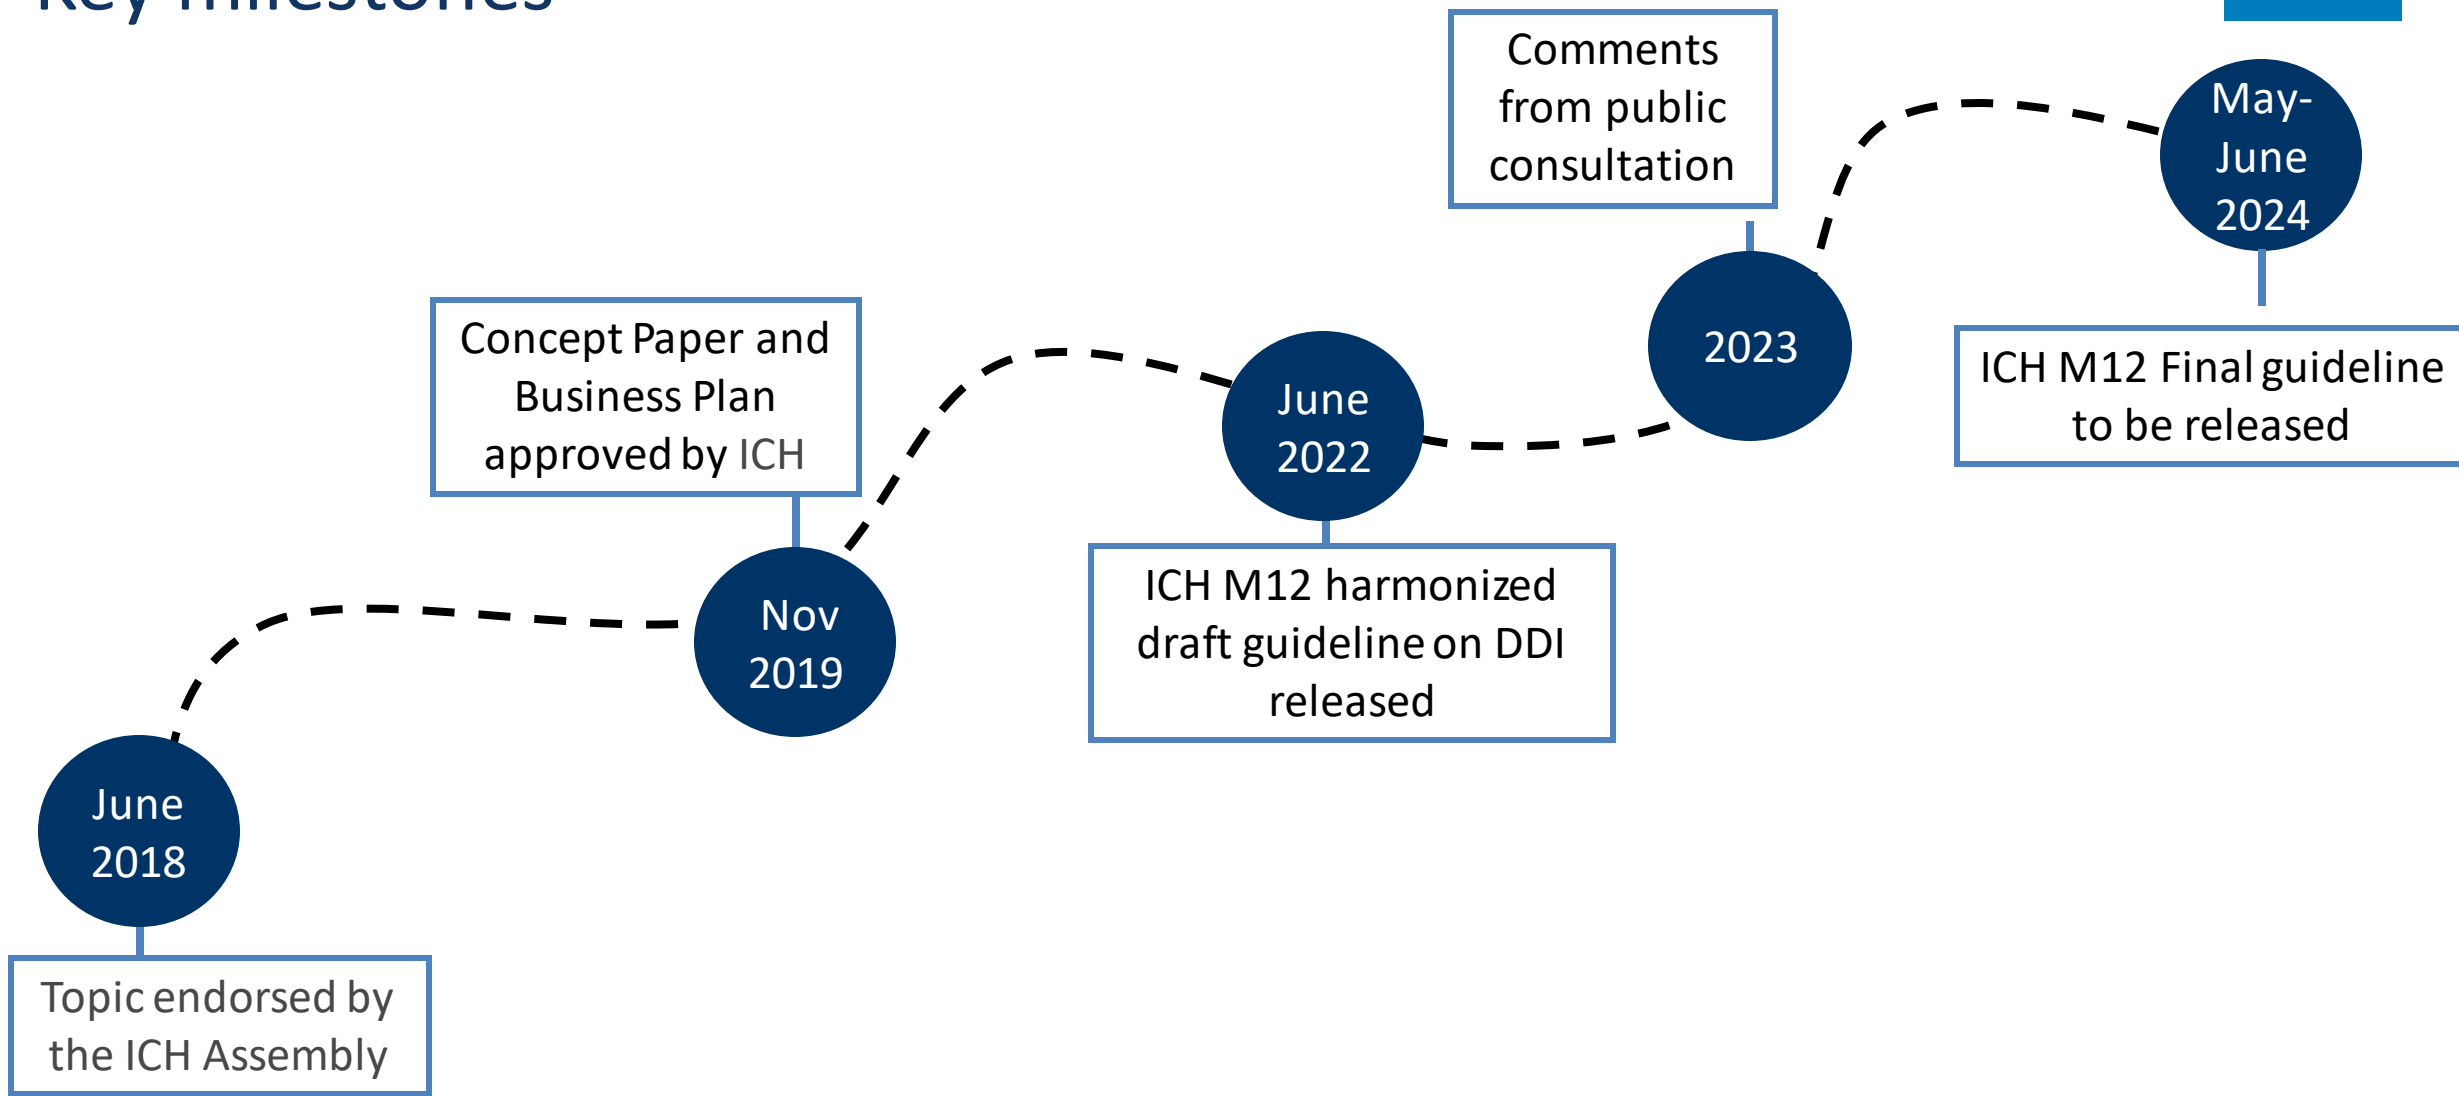 Key milestones
Comments
from public
consultation
May-
June
2024
2023
ICH M12 Final guideline
to be released
Concept Paper and
Business Plan
approved by ICH
June
2022
ICH M12 harmonized
draft guideline on DDI
released
Nov
2019
June
2018
Topic endorsed by
the ICH Assembly